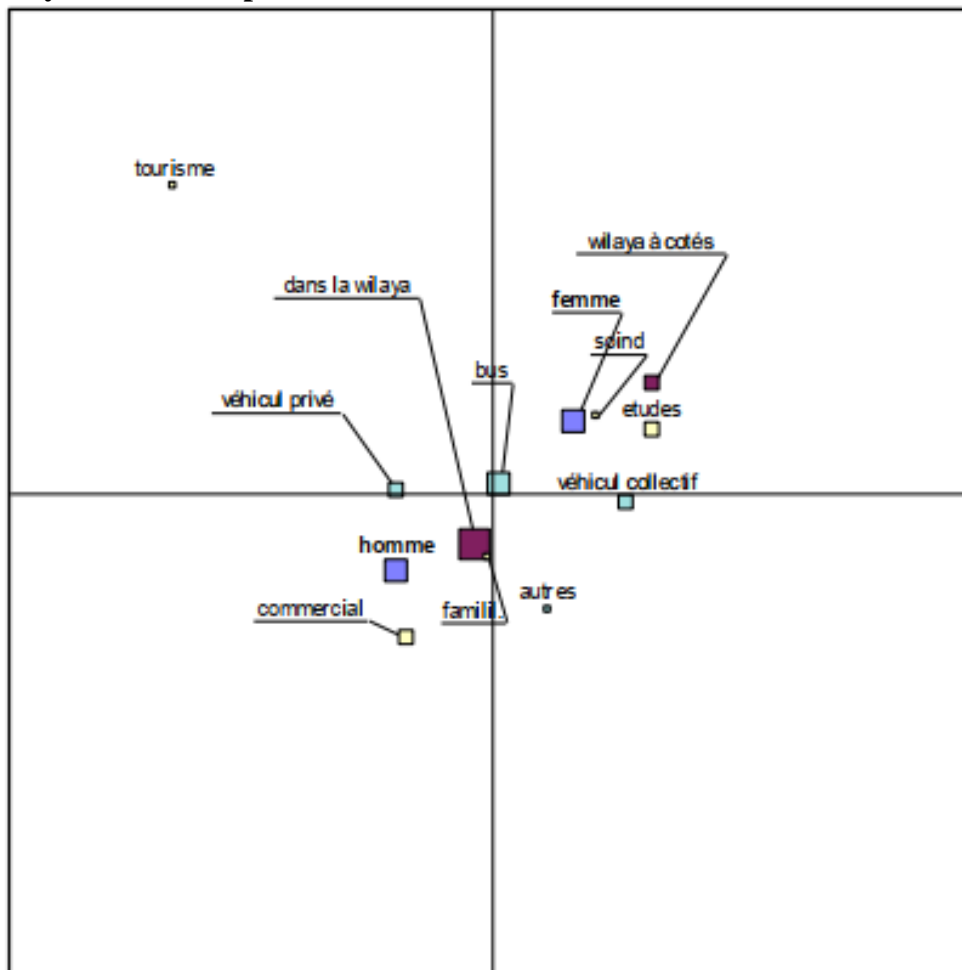 tourisme
wilaya à cotés
dans la wilaya
femme
soind
bus
véhicul privé
etudes
véhicul collectif
homme
autres
commercial
famili.